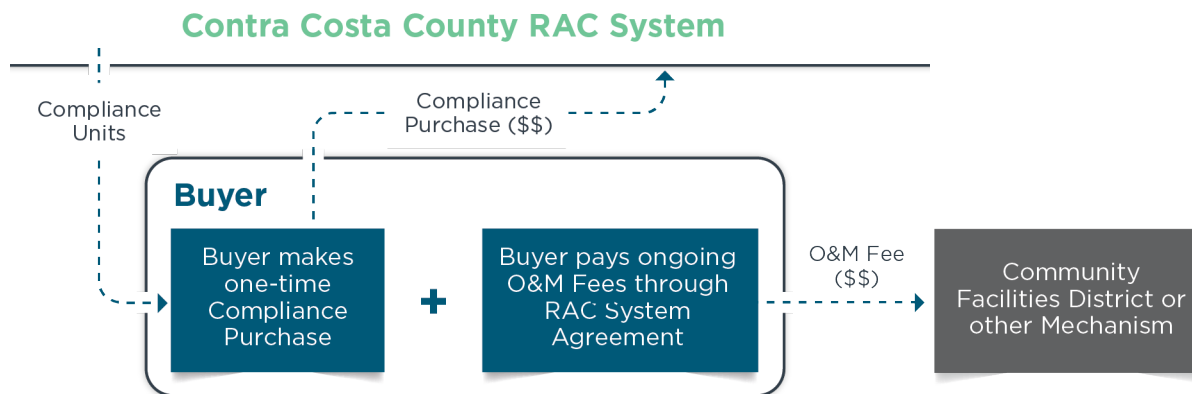 Contra Costa County RAC System
Compliance
Units
Compliance
Purchase ($$)
Buyer
Buyer makes
one-time
Compliance
Purchase
+
Buyer pays ongoing
O&M Fees through
RAC System
Agreement
O&M Fee
($$)
Community
Facilities District or
other Mechanism